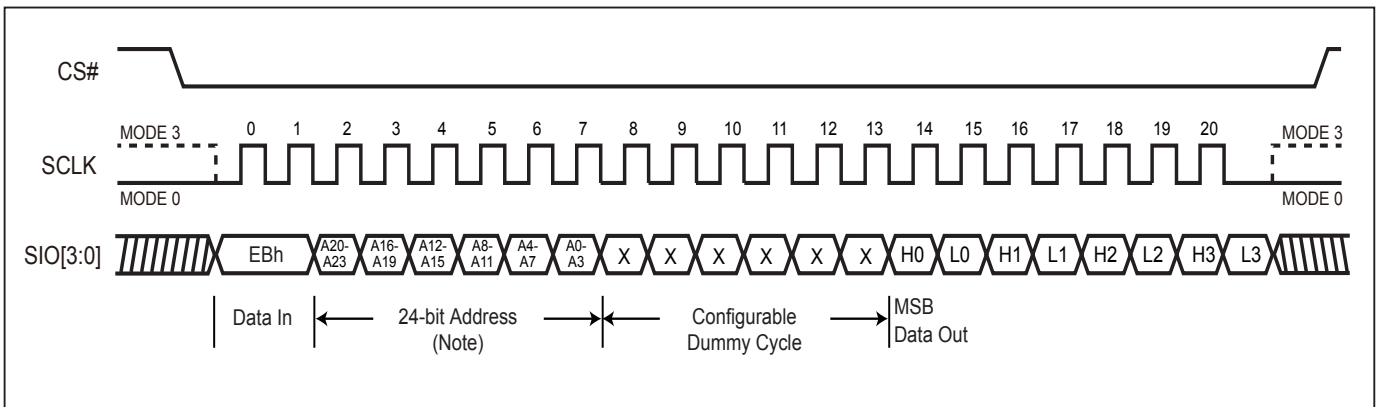 CS#
MODE 3 0 1 2 3 4 5 6 7 8 9 10 11 12 13 14 15 16 17 18 19 20 MODE 3
SCLK
MODE 0 MODE 0
SIO[3:0] EBh A20-A23 A16-A19 A12-A15 A8-A11 A4-A7 A0-A3 X X X X X X H0 L0 H1 L1 H2 L2 H3 L3
Data In 24-bit Address Configurable MSB
(Note) Dummy Cycle Data Out